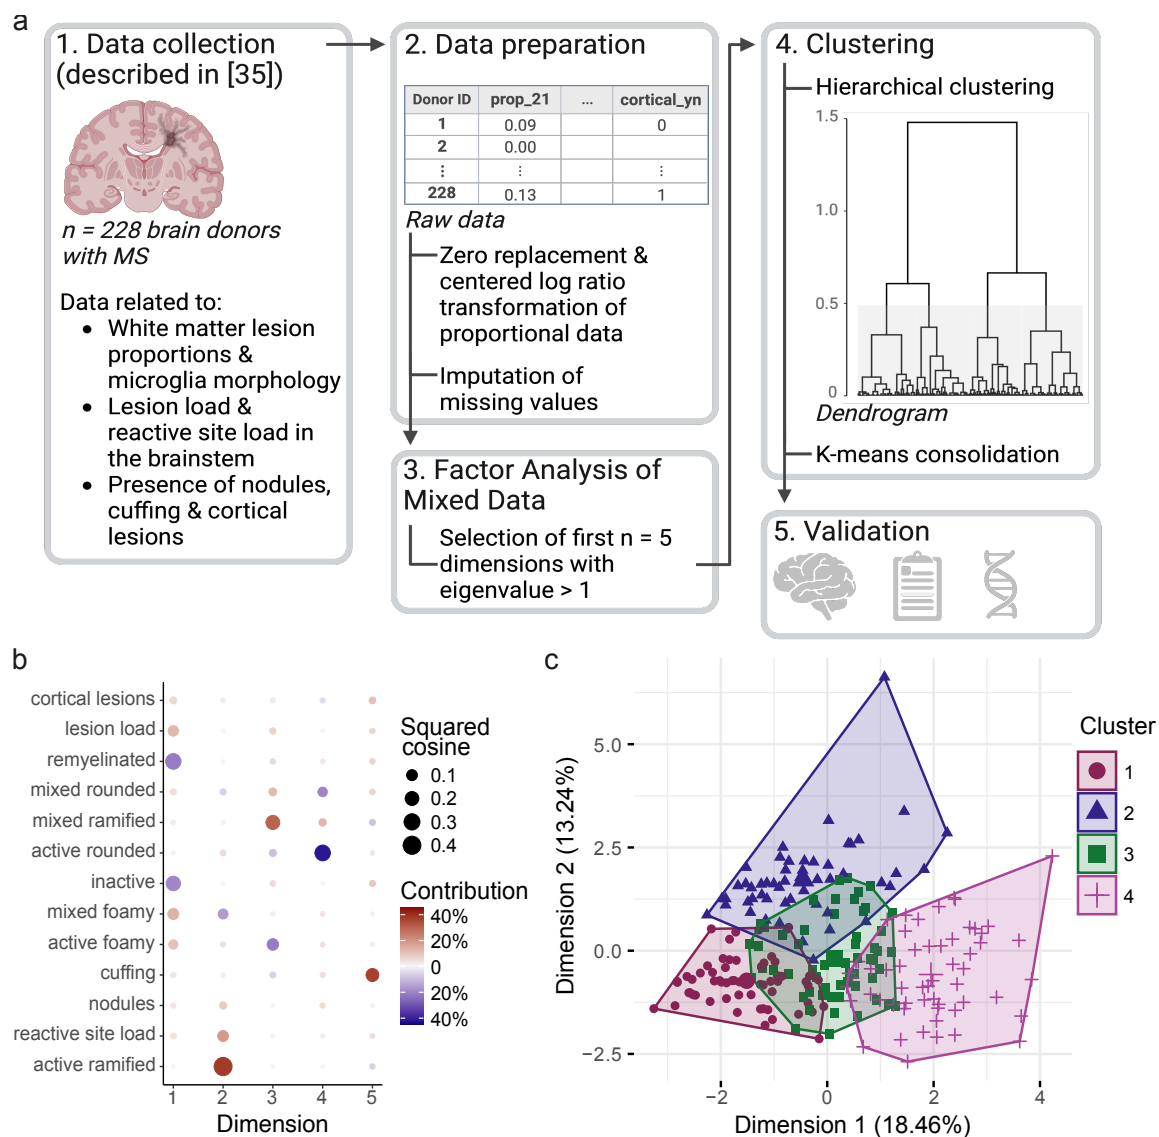 a
1. Data collection
(described in [35])
n = 228 brain donors
with MS
Data related to:
• White matter lesion
proportions &
microglia morphology
• Lesion load &
reactive site load in
the brainstem
• Presence of nodules,
cuffing & cortical
lesions
2. Data preparation
Donor ID prop_21 ... cortical_yn
1 0.09 0
2 0.00
⋮ ⋮ ⋮
228 0.13 1
Raw data
Zero replacement &
centered log ratio
transformation of
proportional data
Imputation of
missing values
3. Factor Analysis of
Mixed Data
Selection of first n = 5
dimensions with
eigenvalue > 1
4. Clustering
Hierarchical clustering
1.5
1.0
0.5
0
Dendrogram
K-means consolidation
5. Validation
b
cortical lesions
lesion load
remyelinated
mixed rounded
mixed ramified
active rounded
inactive
mixed foamy
active foamy
cuffing
nodules
reactive site load
active ramified
1 2 3 4 5
Dimension
Squared
cosine
0.1
0.2
0.3
0.4
Contribution
40%
20%
0
20%
40%
c
Dimension 2 (13.24%)
5.0
2.5
0.0
−2.5
−2 0 2 4
Dimension 1 (18.46%)
Cluster
1
2
3
4